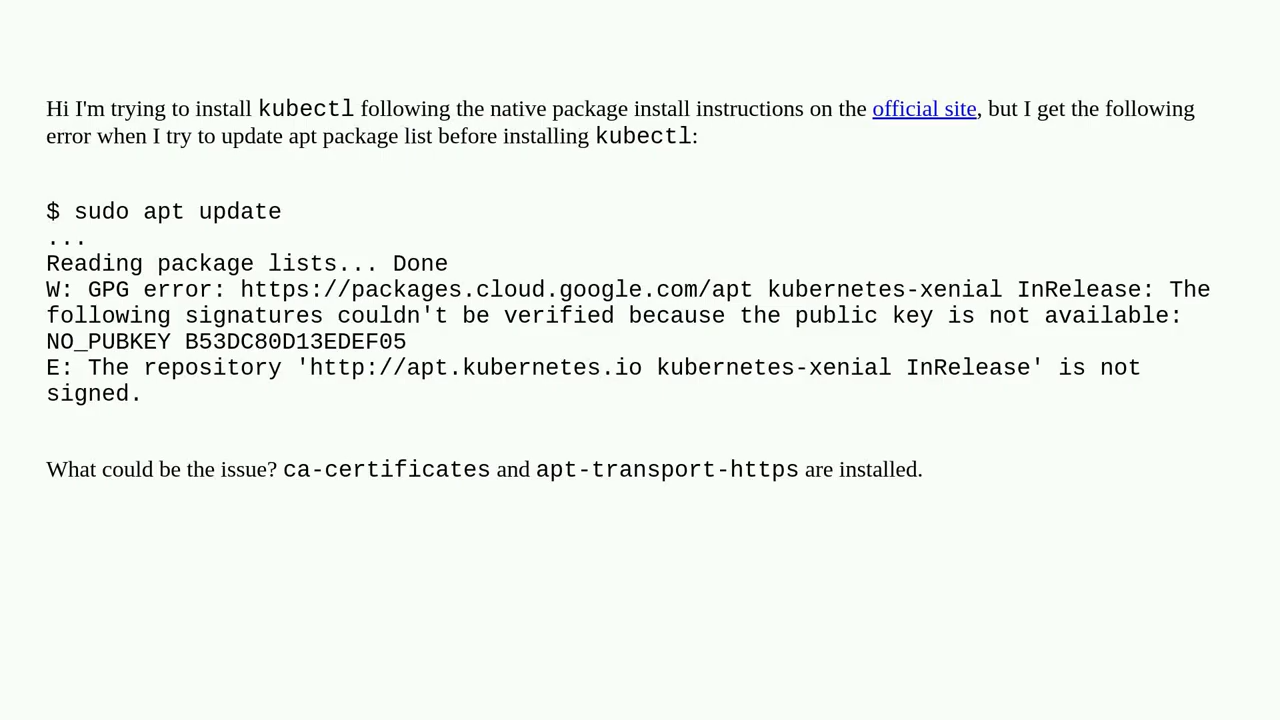 Hi I'm trying to install kubectl following the native package install instructions on the official site, but I get the following
error when I try to update apt package list before installing kubectl:
$ sudo apt update
...
Reading package lists... Done
W: GPG error: https://packages.cloud.google.com/apt kubernetes-xenial InRelease: The
following signatures couldn't be verified because the public key is not available:
NO_PUBKEY B53DC80D13EDEF05
E: The repository 'http://apt.kubernetes.io kubernetes-xenial InRelease' is not
signed.
What could be the issue? ca-certificates and apt-transport-https are installed.